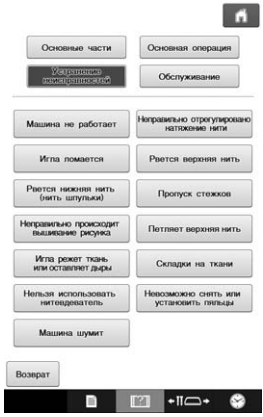 Основные части
Основная операция
Устранение
неисправностей
Обслуживание
Машина не работает
Неправильно отрегулировано
натяжение нити
Игла ломается
Рвется верхняя нить
Рвется нижняя нить
(нить шпульки)
Пропуск стежков
Неправильно происходит
вышивание рисунка
Петляет верхняя нить
Игла режет ткань
или оставляет дыры
Складки на ткани
Нельзя использовать
нитевдеватель
Невозможно снять или
установить пяльцы
Машина шумит
Возврат